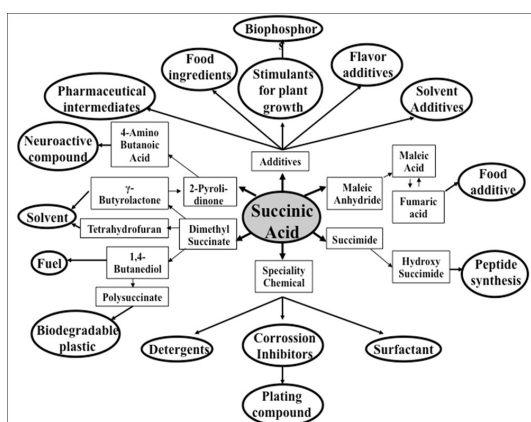 Biophosphor
s
Food
ingredients
Stimulants
for plant
growth
Flavor
additives
Pharmaceutical
intermediates
Solvent
Additives
Neuroactive
compound
4-Amino
Butanoic
Acid
Additives
Maleic
Acid
Food
additive
γ-
Butyrolactone
2-Pyroli-
dinone
Maleic
Anhydride
Fumaric
acid
Solvent
Tetrahydrofuran
Dimethyl
Succinate
Succinic
Acid
Succimide
Fuel
1,4-
Butanediol
Speciality
Chemical
Hydroxy
Succimide
Peptide
synthesis
Polysuccinate
Biodegradable
plastic
Detergents
Corrossion
Inhibitors
Surfactant
Plating
compound